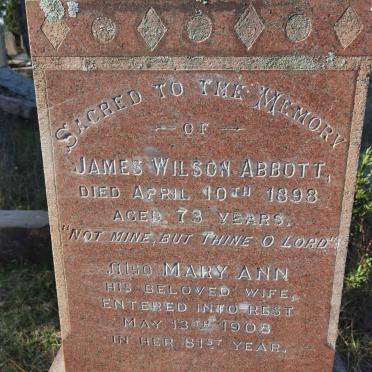 SACRED TO THE MEMORY
OF
JAMES WILSON ABBOTT,
DIED APRIL 10TH 1898
AGED 73 YEARS.
"NOT MINE, BUT THINE O LORD"
ALSO MARY ANN
HIS BELOVED WIFE,
ENTERED INTO REST
MAY 13TH 1908
IN HER 81ST YEAR.